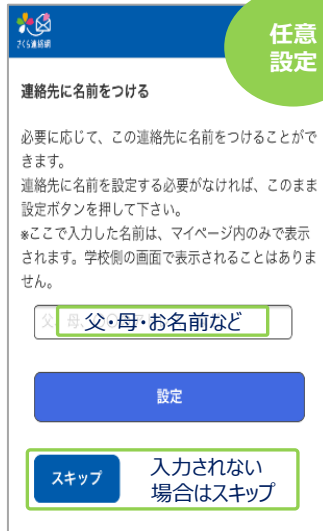 さくら連絡網
任意
設定
連絡先に名前をつける
必要に応じて、この連絡先に名前をつけることがで
きます。
連絡先に名前を設定する必要がなければ、このまま
設定ボタンを押して下さい。
※ここで入力した名前は、マイページ内のみで表示
されます。学校側の画面で表示されることはありま
せん。
父・母・お名前など
設定
スキップ
入力されない
場合はスキップ